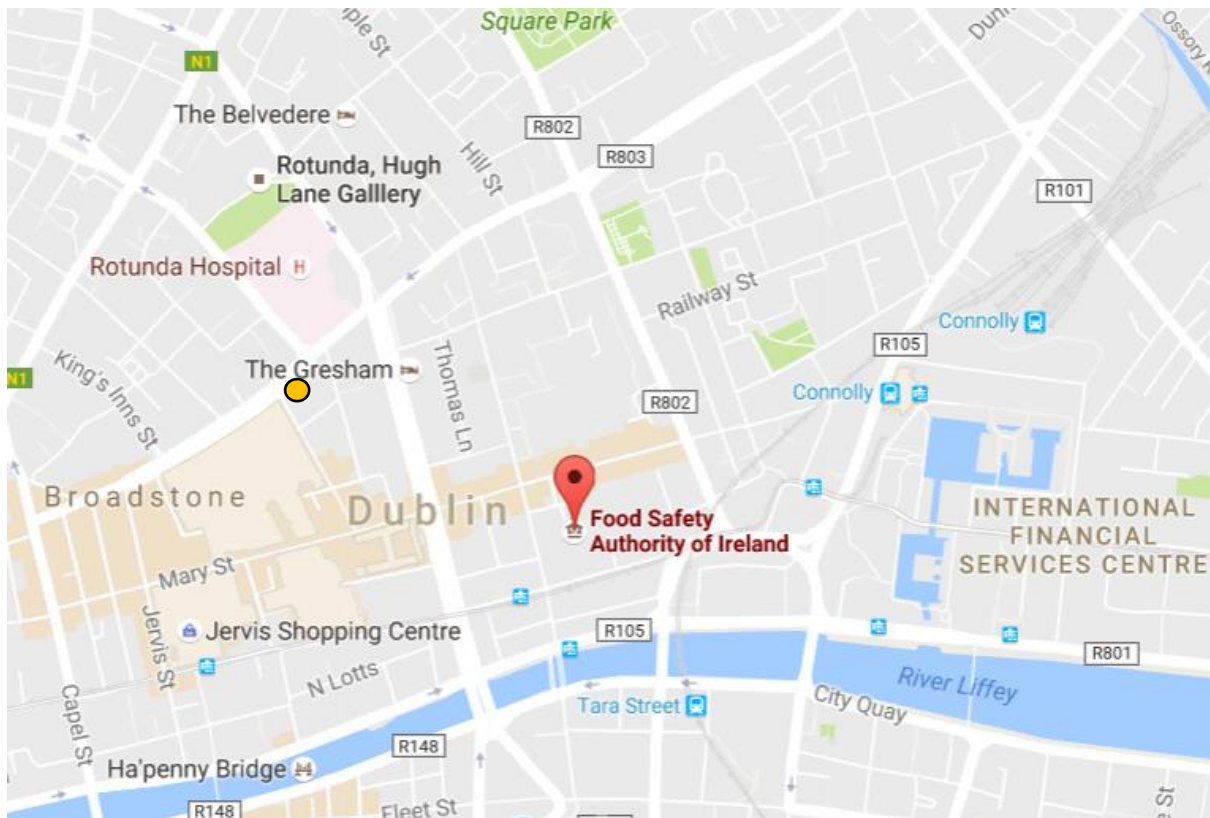 Square Park
N1
The Belvedere
Hill St
R802
R803
Rotunda, Hugh
Lane Galllery
R101
Rotunda Hospital
H
Railway St
Connolly
R105
King's Inns St
The Gresham
Thomas Ln
N1
Connolly
R802
Broadstone
Dublin
Food Safety
Authority of Ireland
INTERNATIONAL
FINANCIAL
SERVICES CENTRE
Mary St
Jervis St
Jervis Shopping Centre
R105
R801
N Lotts
River Liffey
Capel St
Tara Street
City Quay
R148
Ha'penny Bridge
R148
Fleet St
St